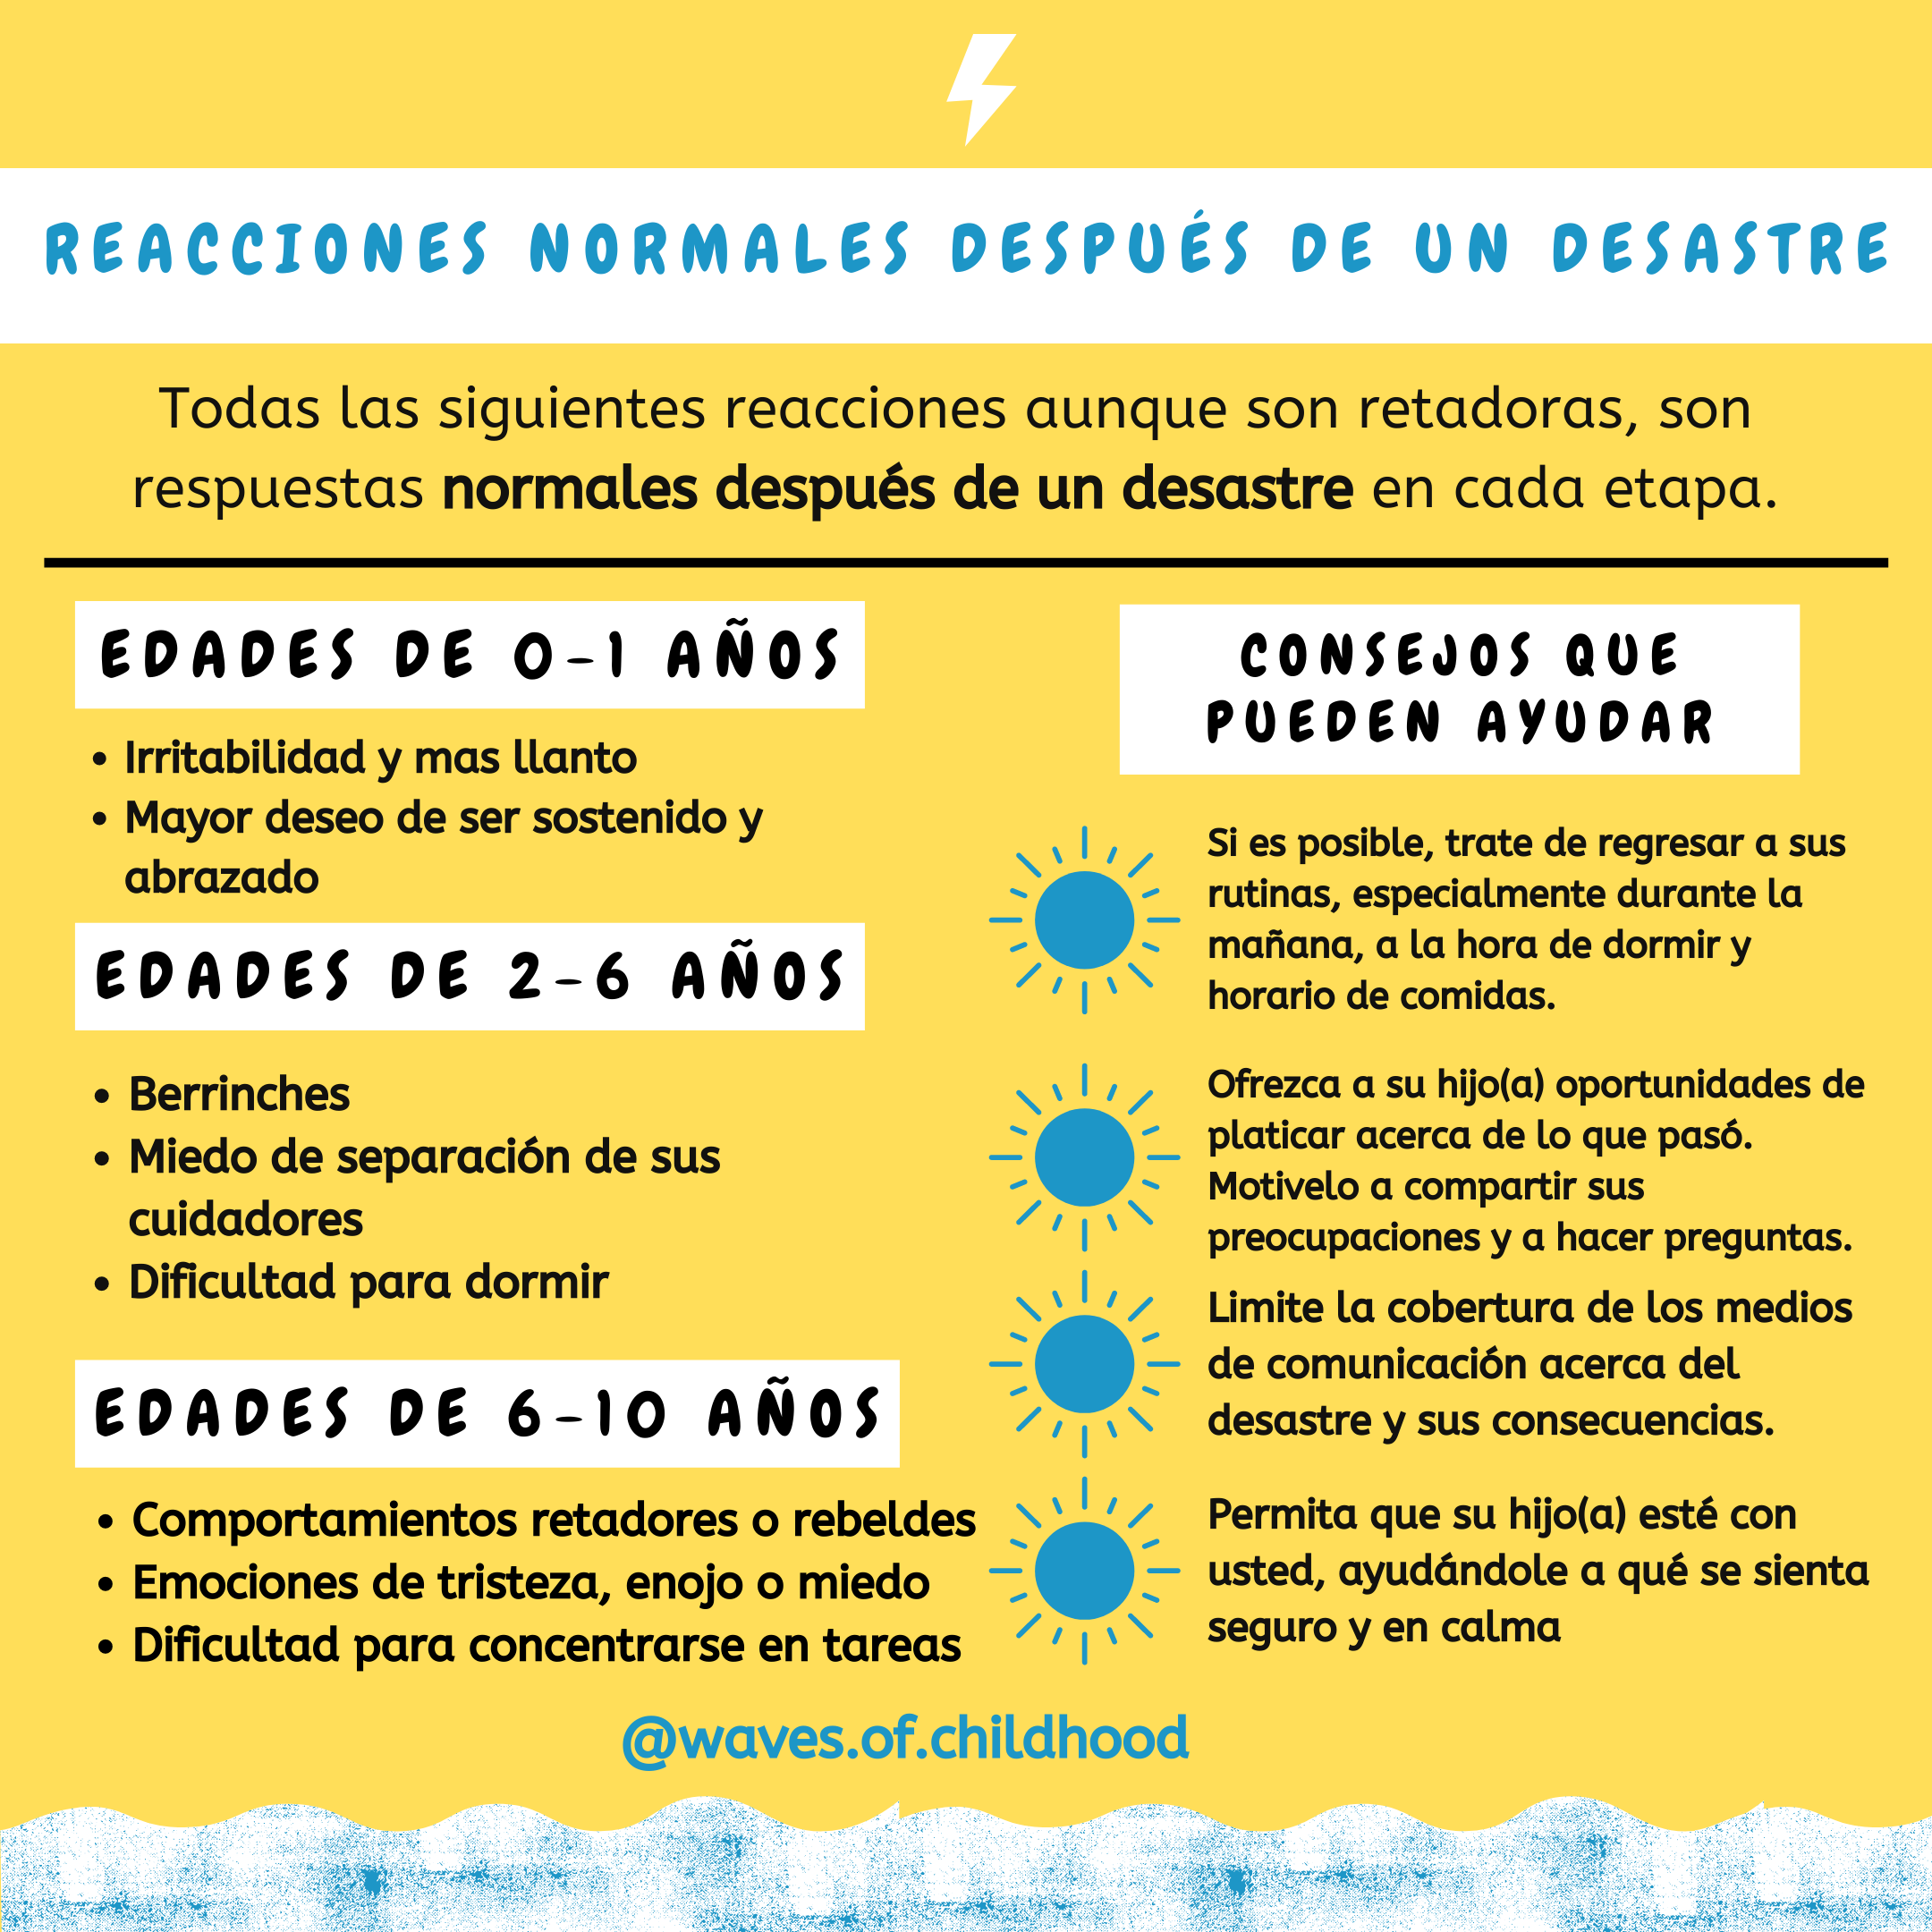 REACCIONES NORMALES DESPUÉS DE UN DESASTRE
Todas las siguientes reacciones aunque son retadoras, son
respuestas normales después de un desastre en cada etapa.
EDADES DE 0-1 AÑOS
• Irritabilidad y mas llanto
• Mayor deseo de ser sostenido y
abrazado
EDADES DE 2-6 AÑOS
• Berrinches
• Miedo de separación de sus
cuidadores
• Dificultad para dormir
EDADES DE 6-10 AÑOS
• Comportamientos retadores o rebeldes
• Emociones de tristeza, enojo o miedo
• Dificultad para concentrarse en tareas
CONSEJOS QUE
PUEDEN AYUDAR
Si es posible, trate de regresar a sus
rutinas, especialmente durante la
mañana, a la hora de dormir y
horario de comidas.
Ofrezca a su hijo(a) oportunidades de
platicar acerca de lo que pasó.
Motivelo a compartir sus
preocupaciones y a hacer preguntas.
Limite la cobertura de los medios
de comunicación acerca del
desastre y sus consecuencias.
Permita que su hijo(a) esté con
usted, ayudándole a qué se sienta
seguro y en calma
@waves.of.childhood